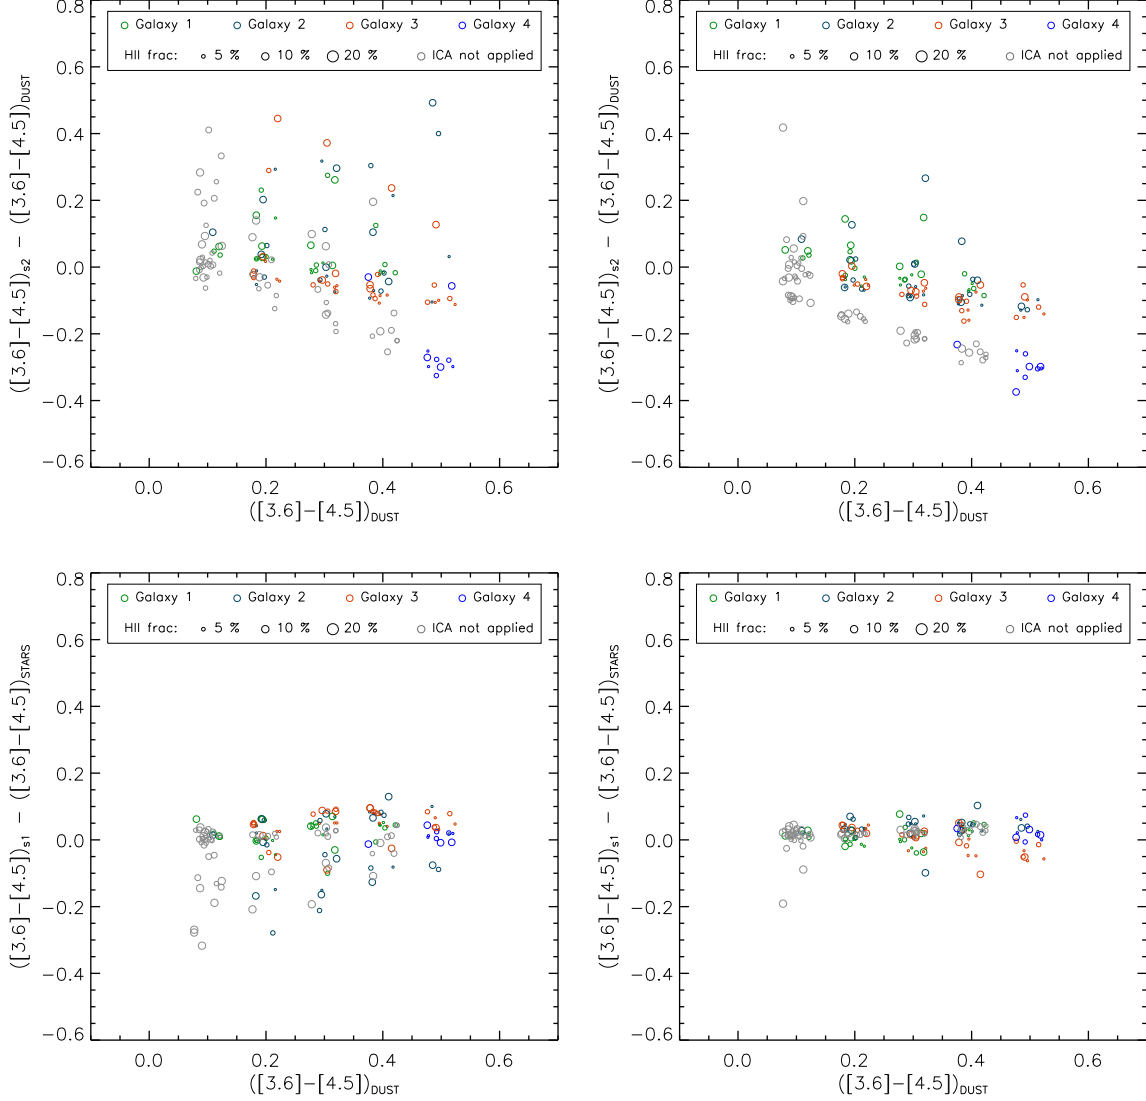 0.8
Galaxy 1 Galaxy 2 Galaxy 3 Galaxy 4
HII frac: 5 % 10 % 20 % ICA not applied
0.6
0.4
0.2
0.0
−0.2
−0.4
−0.6
([3.6]−[4.5])s2 − ([3.6]−[4.5])DUST
0.0 0.2 0.4 0.6
([3.6]−[4.5])DUST
0.8
Galaxy 1 Galaxy 2 Galaxy 3 Galaxy 4
HII frac: 5 % 10 % 20 % ICA not applied
0.6
0.4
0.2
0.0
−0.2
−0.4
−0.6
([3.6]−[4.5])s2 − ([3.6]−[4.5])DUST
0.0 0.2 0.4 0.6
([3.6]−[4.5])DUST
0.8
Galaxy 1 Galaxy 2 Galaxy 3 Galaxy 4
HII frac: 5 % 10 % 20 % ICA not applied
0.6
0.4
0.2
0.0
−0.2
−0.4
−0.6
([3.6]−[4.5])s1 − ([3.6]−[4.5])STARS
0.0 0.2 0.4 0.6
([3.6]−[4.5])DUST
0.8
Galaxy 1 Galaxy 2 Galaxy 3 Galaxy 4
HII frac: 5 % 10 % 20 % ICA not applied
0.6
0.4
0.2
0.0
−0.2
−0.4
−0.6
([3.6]−[4.5])s1 − ([3.6]−[4.5])STARS
0.0 0.2 0.4 0.6
([3.6]−[4.5])DUST